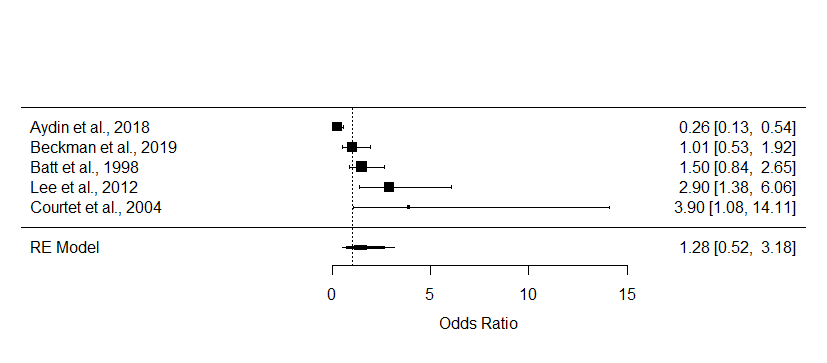 Aydin et al., 2018 0.26 [0.13, 0.54]
Beckman et al., 2019 1.01 [0.53, 1.92]
Batt et al., 1998 1.50 [0.84, 2.65]
Lee et al., 2012 2.90 [1.38, 6.06]
Courtet et al., 2004 3.90 [1.08, 14.11]
RE Model 1.28 [0.52, 3.18]
0 5 10 15
Odds Ratio